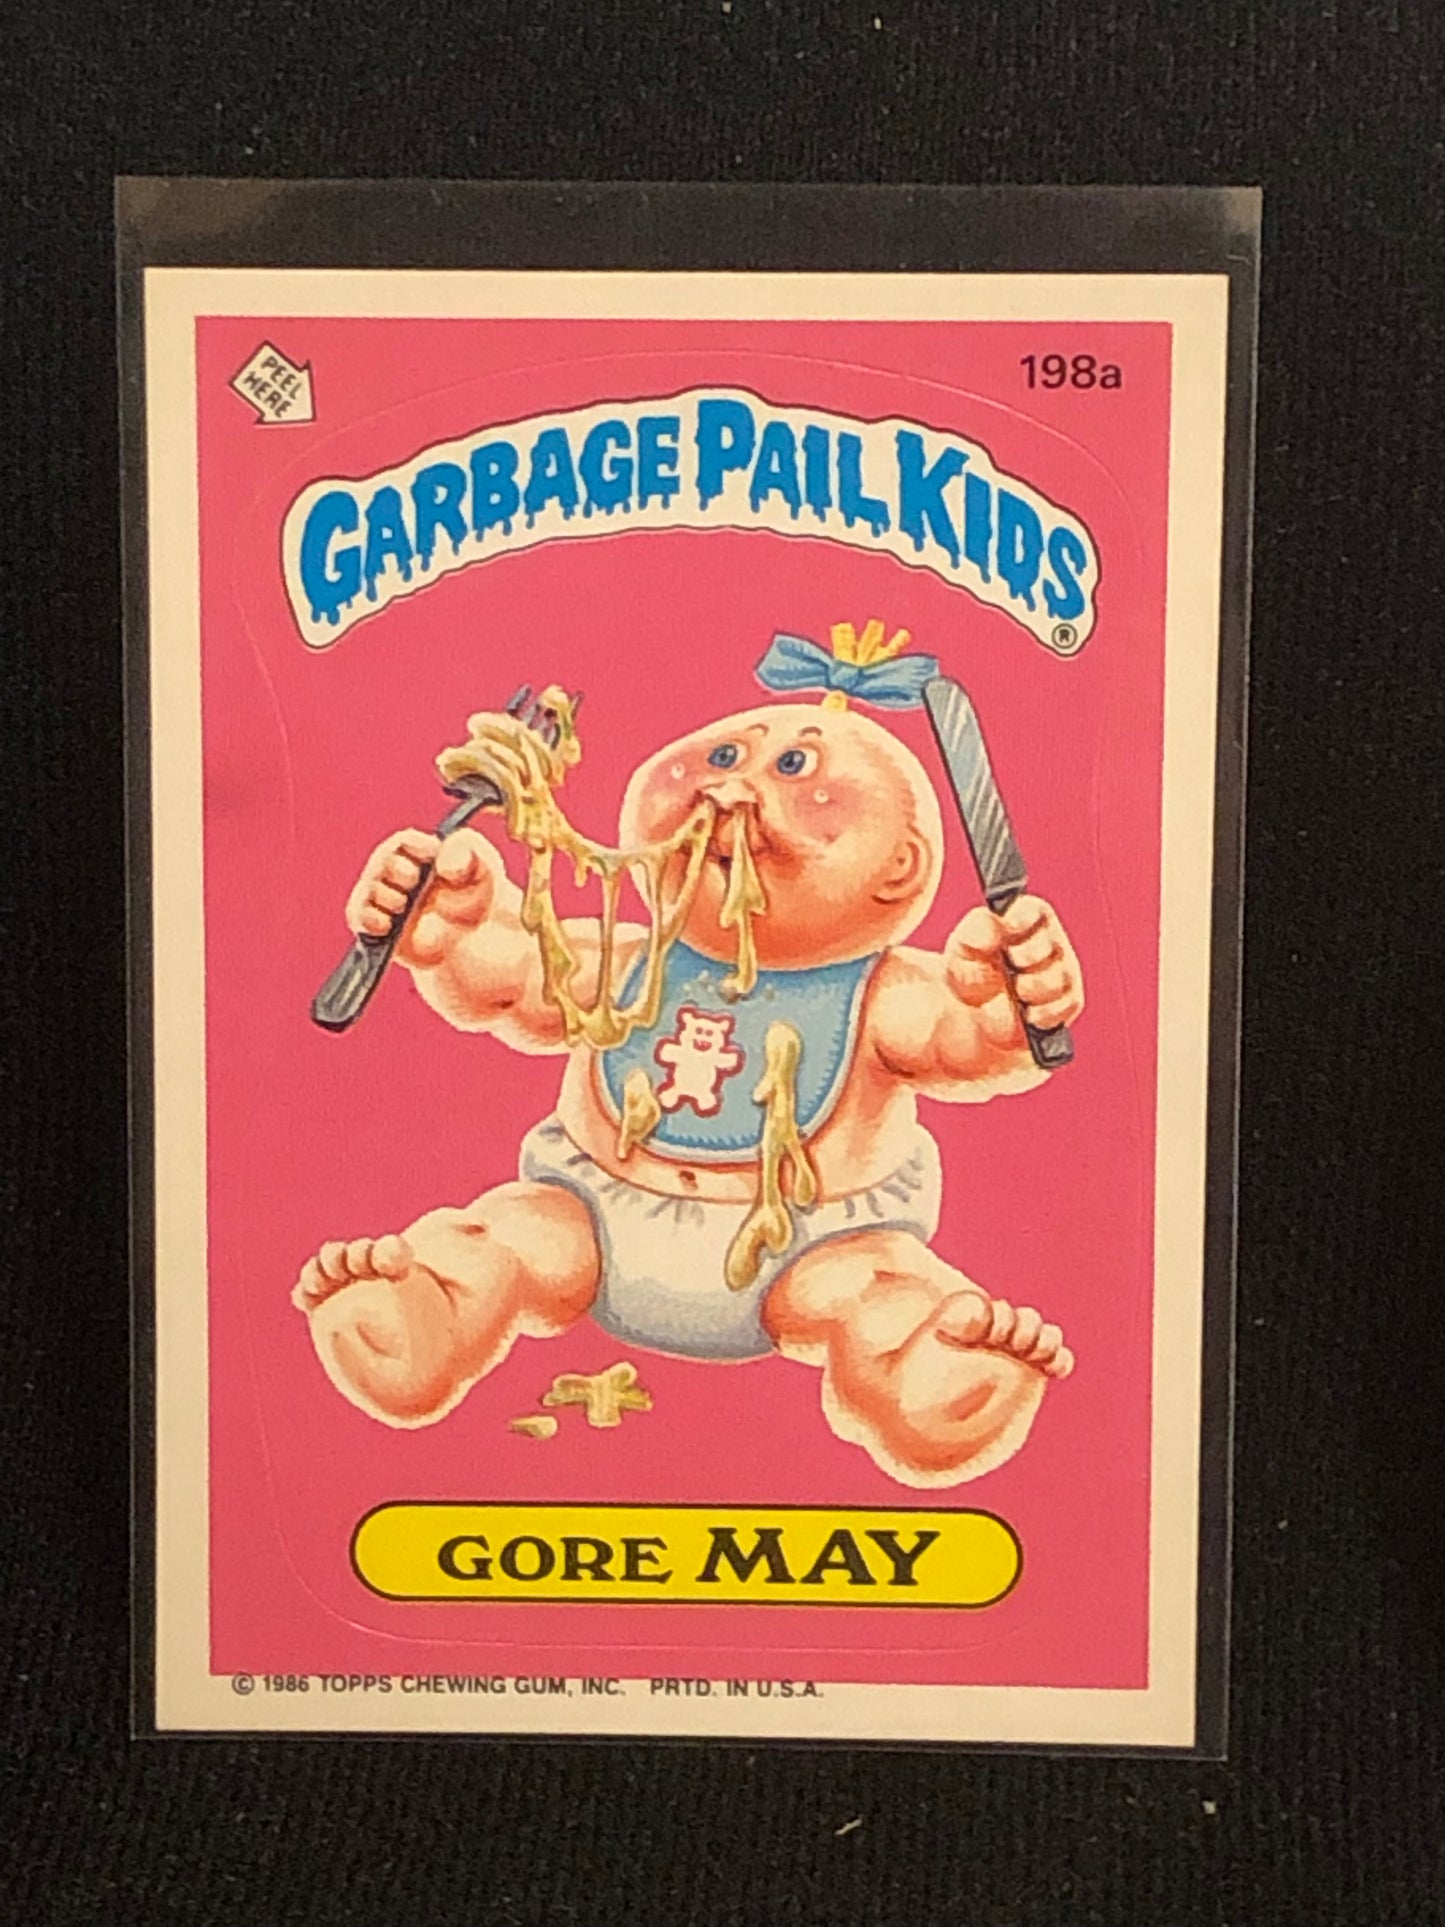 PEEL
HERE
198a
GARBAGE PAIL KIDS
®
GORE MAY
© 1986 TOPPS CHEWING GUM, INC. PRTD. IN U.S.A.